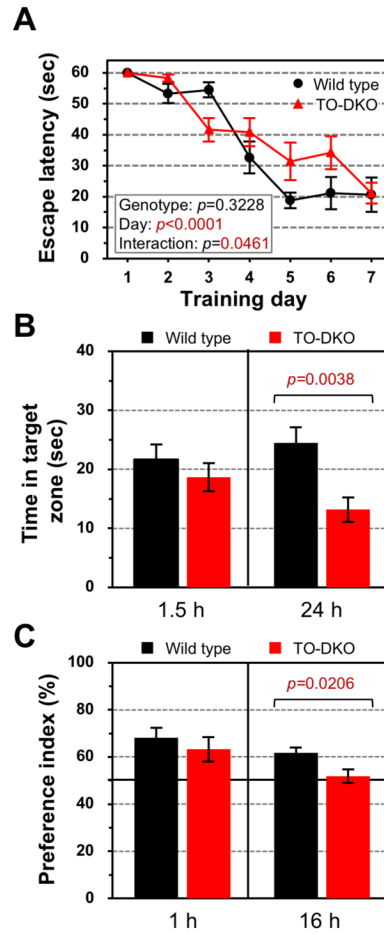 A
Escape latency (sec)
60
50
40
30
20
10
0
Wild type
TO-DKO
Genotype: p=0.3228
Day: p<0.0001
Interaction: p=0.0461
1 2 3 4 5 6 7
Training day
B
Wild type TO-DKO
Time in target
zone (sec)
40
30
20
10
0
p=0.0038
1.5 h 24 h
C
Wild type TO-DKO
Preference index (%)
100
80
60
40
20
0
p=0.0206
1 h 16 h